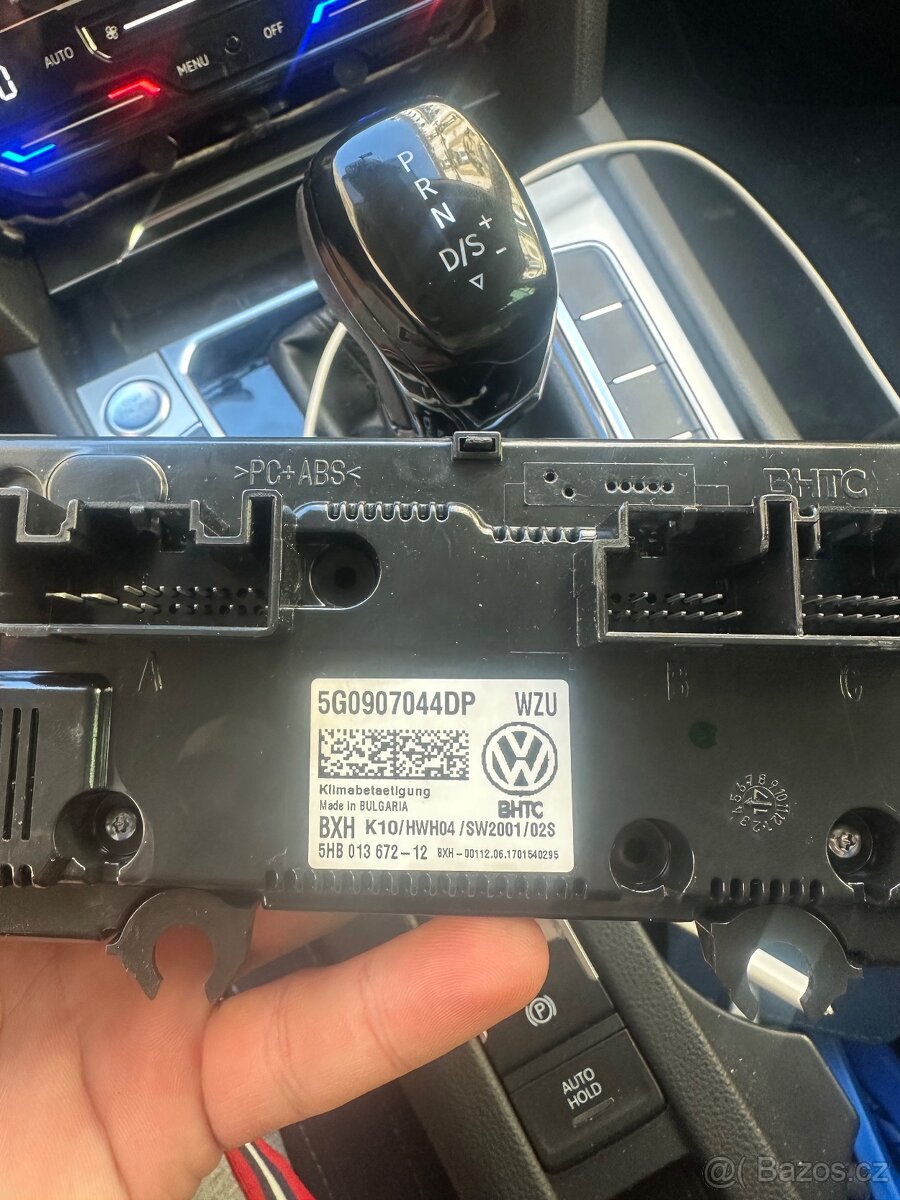 AUTO
MENU
OFF
P
R
N
D/S
+
-
>PC+ABS<
BHTC
A
B
C
5G0907044DP WZU
Klimabetaetigung
Made in BULGARIA
BHTC
BXH K10/HWH04/SW2001/02S
5HB 013 672-12 BXH-00112.06.1701540295
P
AUTO
HOLD
@( Bazos.cz